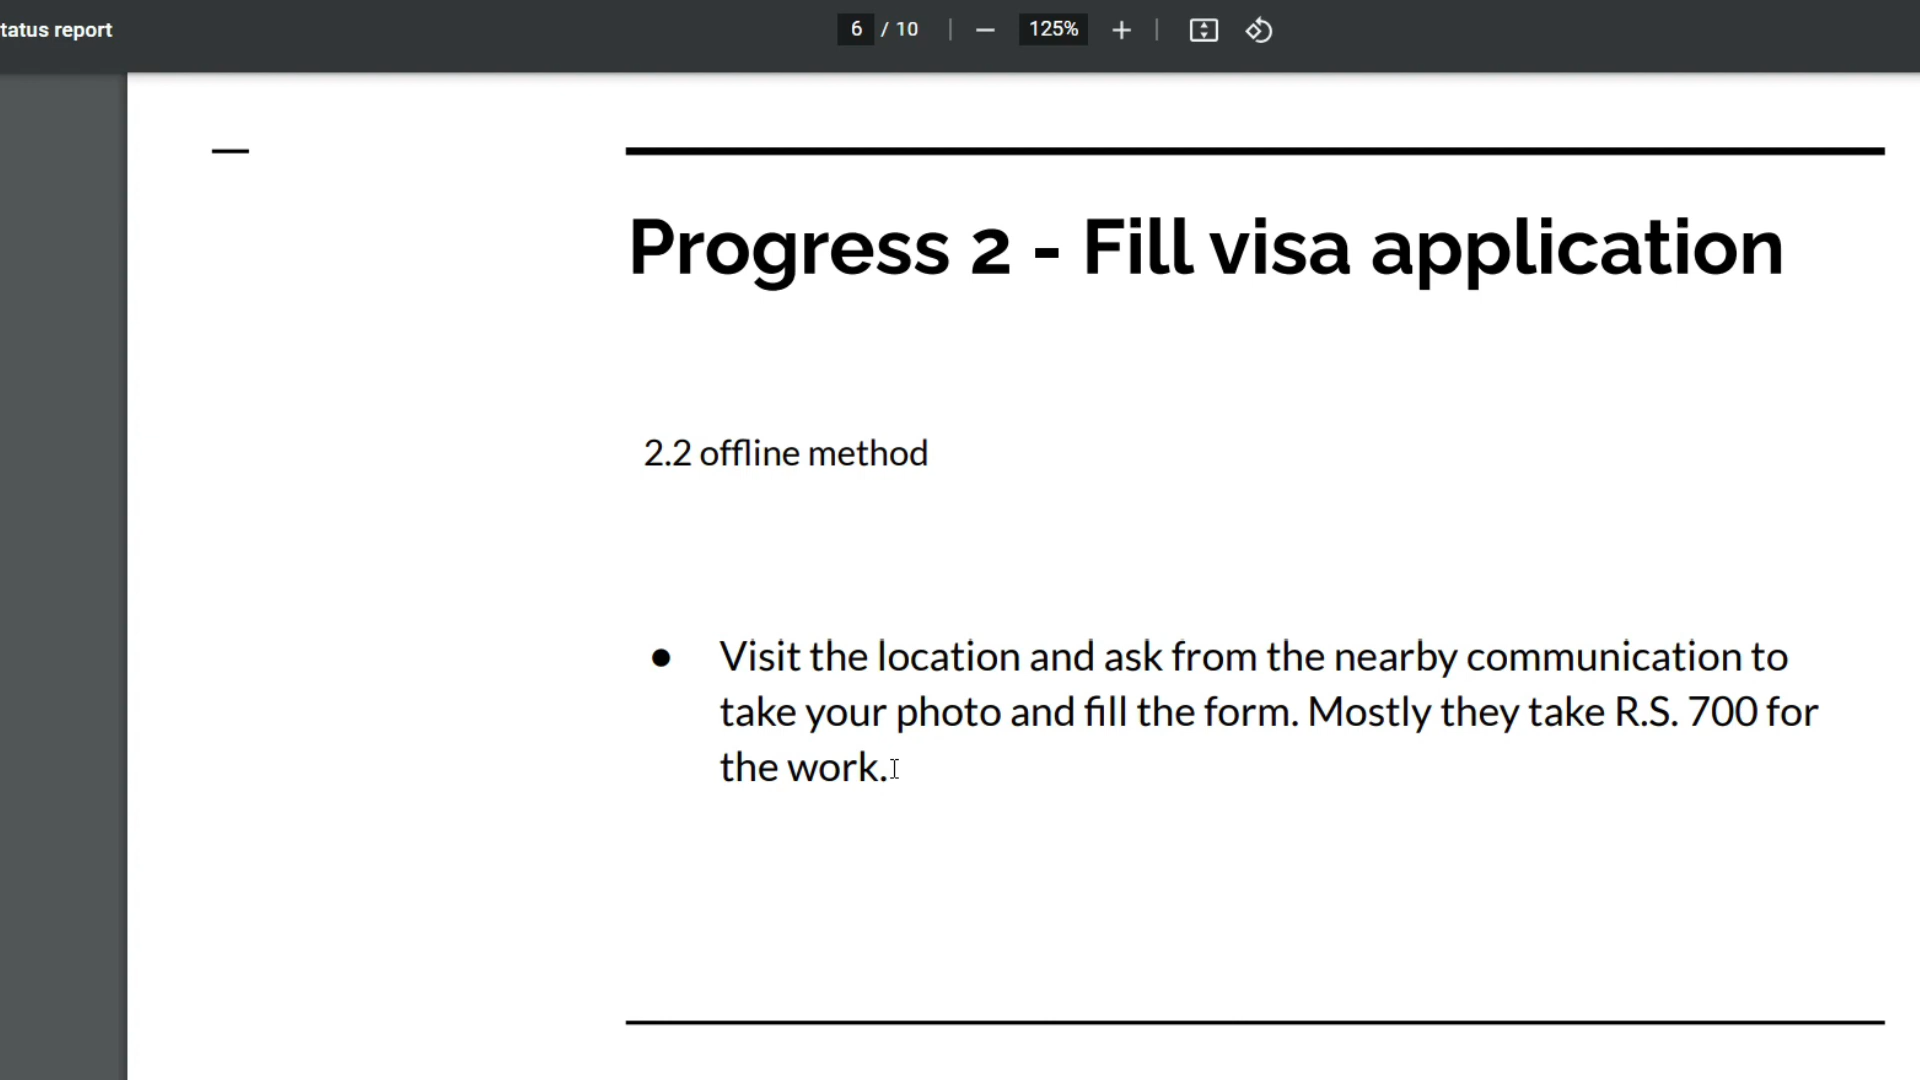 tatus report
6 / 10
125%
Progress 2 - Fill visa application
2.2 offline method
● Visit the location and ask from the nearby communication to
take your photo and fill the form. Mostly they take R.S. 700 for
the work.